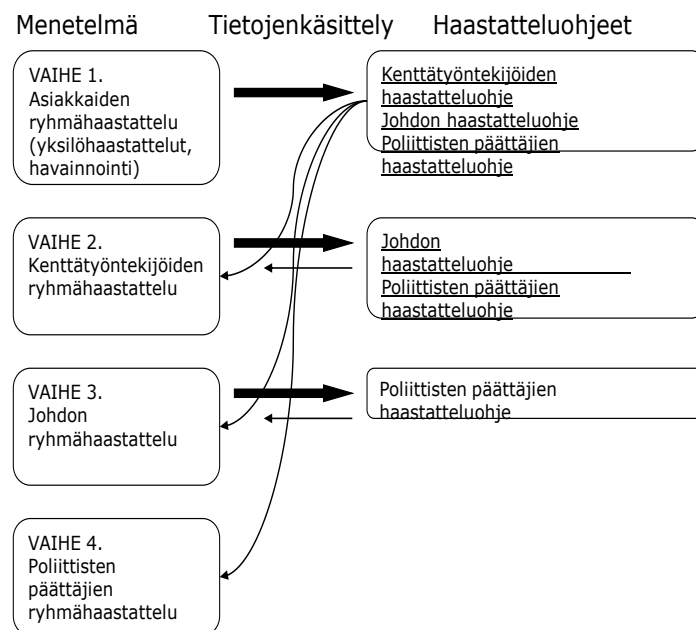 Menetelmä Tietojenkäsittely Haastatteluohjeet
VAIHE 1.
Asiakkaiden
ryhmähaastattelu
(yksilöhaastattelut,
havainnointi)
Kenttätyöntekijöiden
haastatteluohje
Johdon haastatteluohje
Poliittisten päättäjien
haastatteluohje
VAIHE 2.
Kenttätyöntekijöiden
ryhmähaastattelu
Johdon
haastatteluohje
Poliittisten päättäjien
haastatteluohje
VAIHE 3.
Johdon
ryhmähaastattelu
Poliittisten päättäjien
haastatteluohje
VAIHE 4.
Poliittisten
päättäjien
ryhmähaastattelu